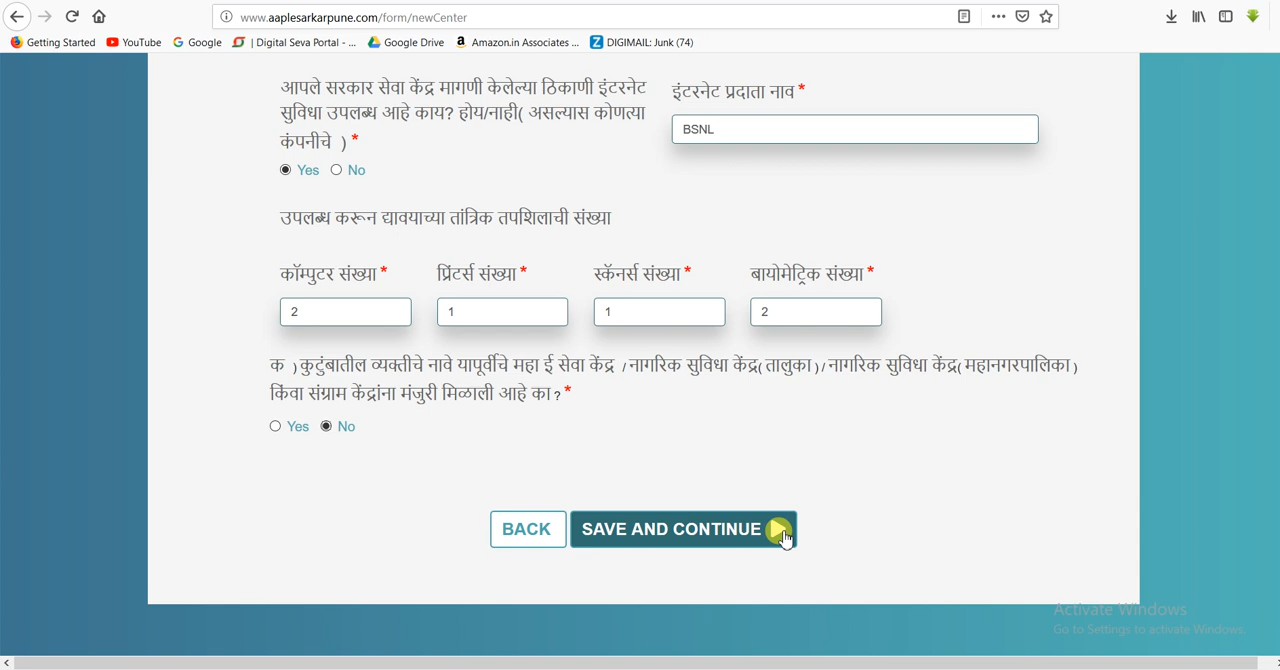 www.aaplesarkarpune.com/form/newCenter
Getting Started YouTube Google | Digital Seva Portal - ... Google Drive Amazon.in Associates ... DIGIMAIL: Junk (74)
आपले सरकार सेवा केंद्र मागणी केलेल्या ठिकाणी इंटरनेट
सुविधा उपलब्ध आहे काय? होय/नाही( असल्यास कोणत्या
कंपनीचे ) *
Yes No
इंटरनेट प्रदाता नाव*
BSNL
उपलब्ध करून द्यावयाच्या तांत्रिक तपशिलाची संख्या
कॉम्पुटर संख्या* प्रिंटर्स संख्या* स्कॅनर्स संख्या* बायोमेट्रिक संख्या*
2 1 1 2
क ) कुटुंबातील व्यक्तीचे नावे यापूर्वीचे महा ई सेवा केंद्र / नागरिक सुविधा केंद्र( तालुका ) / नागरिक सुविधा केंद्र( महानगरपालिका )
किंवा संग्राम केंद्रांना मंजुरी मिळाली आहे का ? *
Yes No
BACK SAVE AND CONTINUE
Activate Windows
Go to Settings to activate Windows.